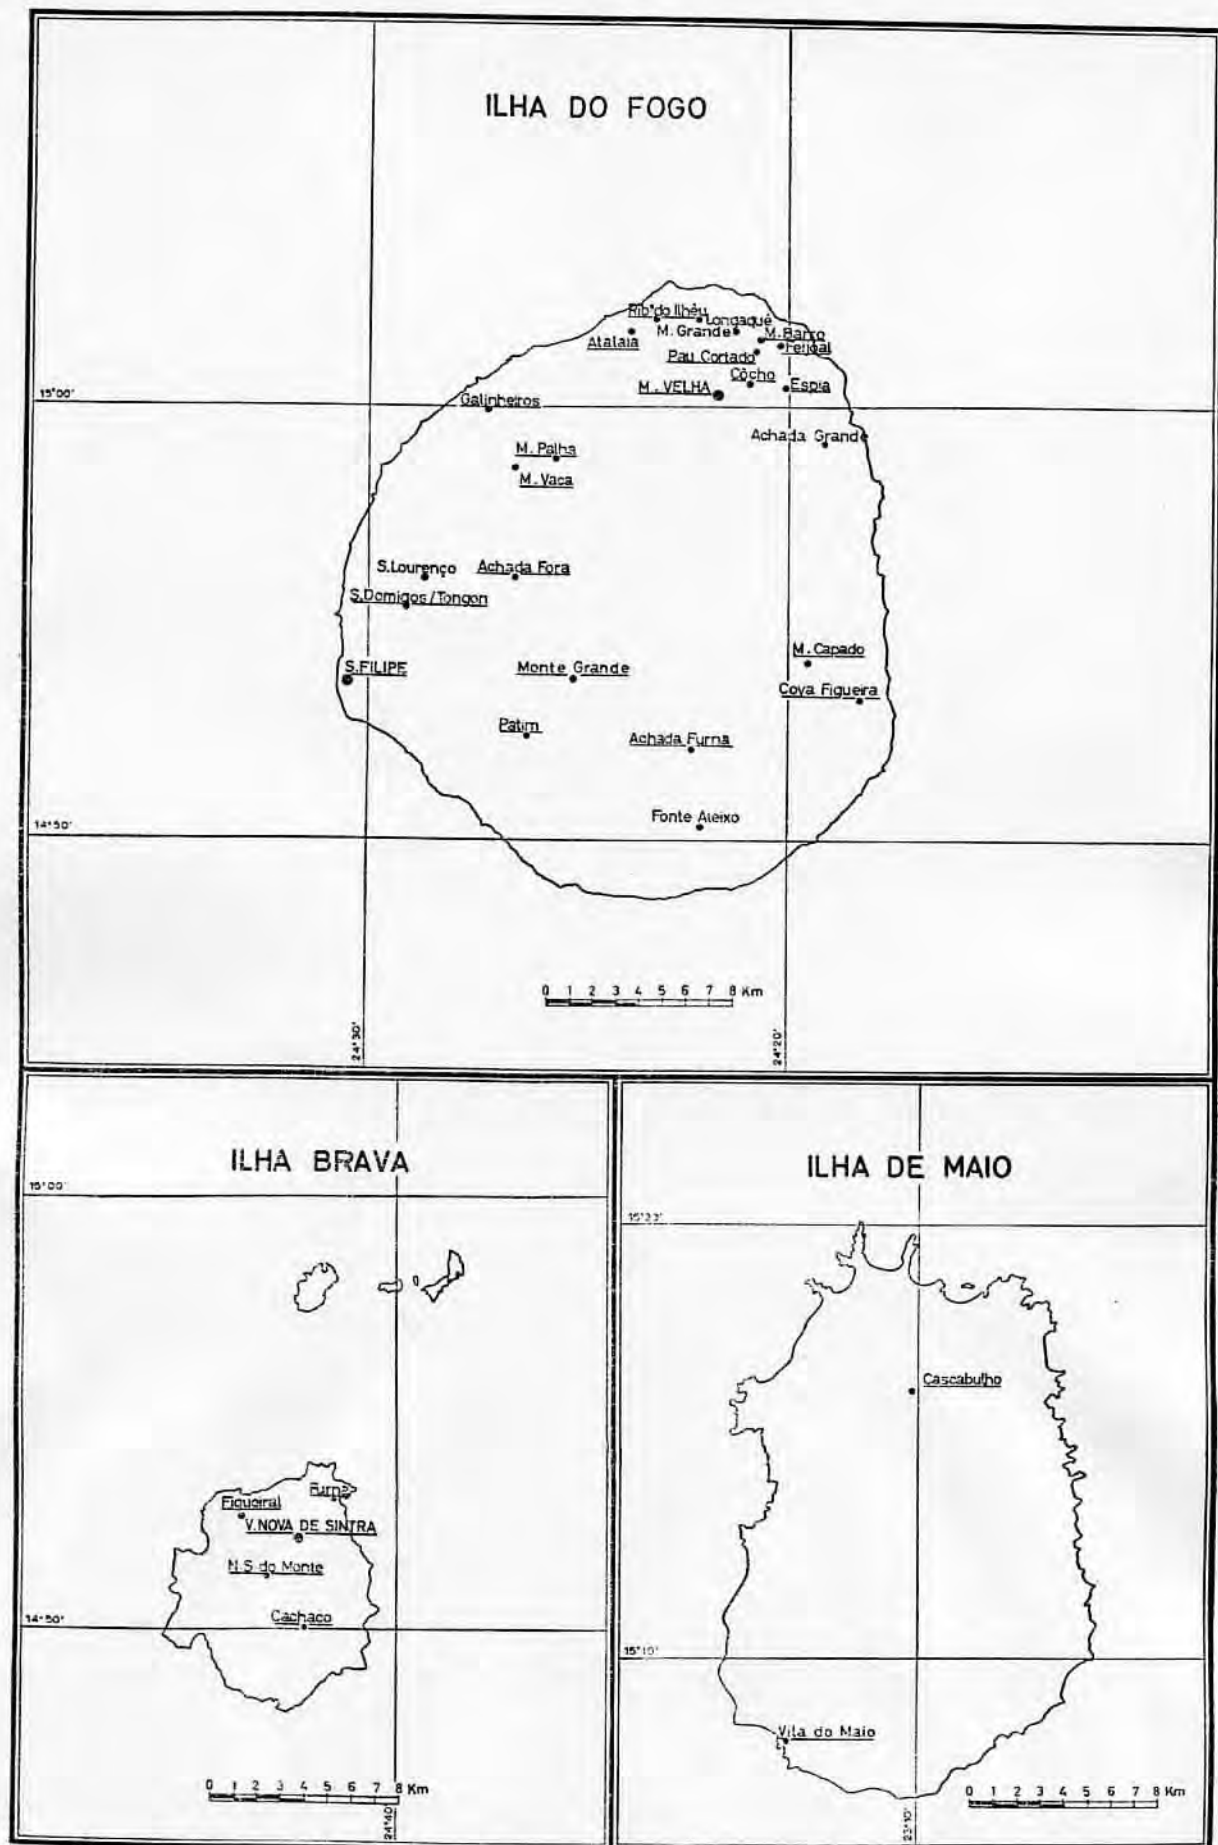 ILHA DO FOGO
Ribª do Ilhéu
Longaqué
Atalaia
M. Grande
M. Barro
Feijoal
Pau Cortado
Côcho
M. VELHA
Espia
15°00'
Galinheiros
Achada Grande
M. Palha
M. Vaca
S.Lourenço
Achada Fora
S.Domigos/Tongon
M. Capado
S.FILIPE
Monte Grande
Cova Figueira
Patim
Achada Furna
Fonte Aleixo
14°50'
0 1 2 3 4 5 6 7 8 Km
24°30'
24°20'
ILHA BRAVA
15°00'
Furna
Figueiral
V.NOVA DE SINTRA
N.S do Monte
Cachaco
14°50'
0 1 2 3 4 5 6 7 8 Km
24°40'
ILHA DE MAIO
Cascabulho
15°10'
Vila do Maio
0 1 2 3 4 5 6 7 8 Km
23°10'